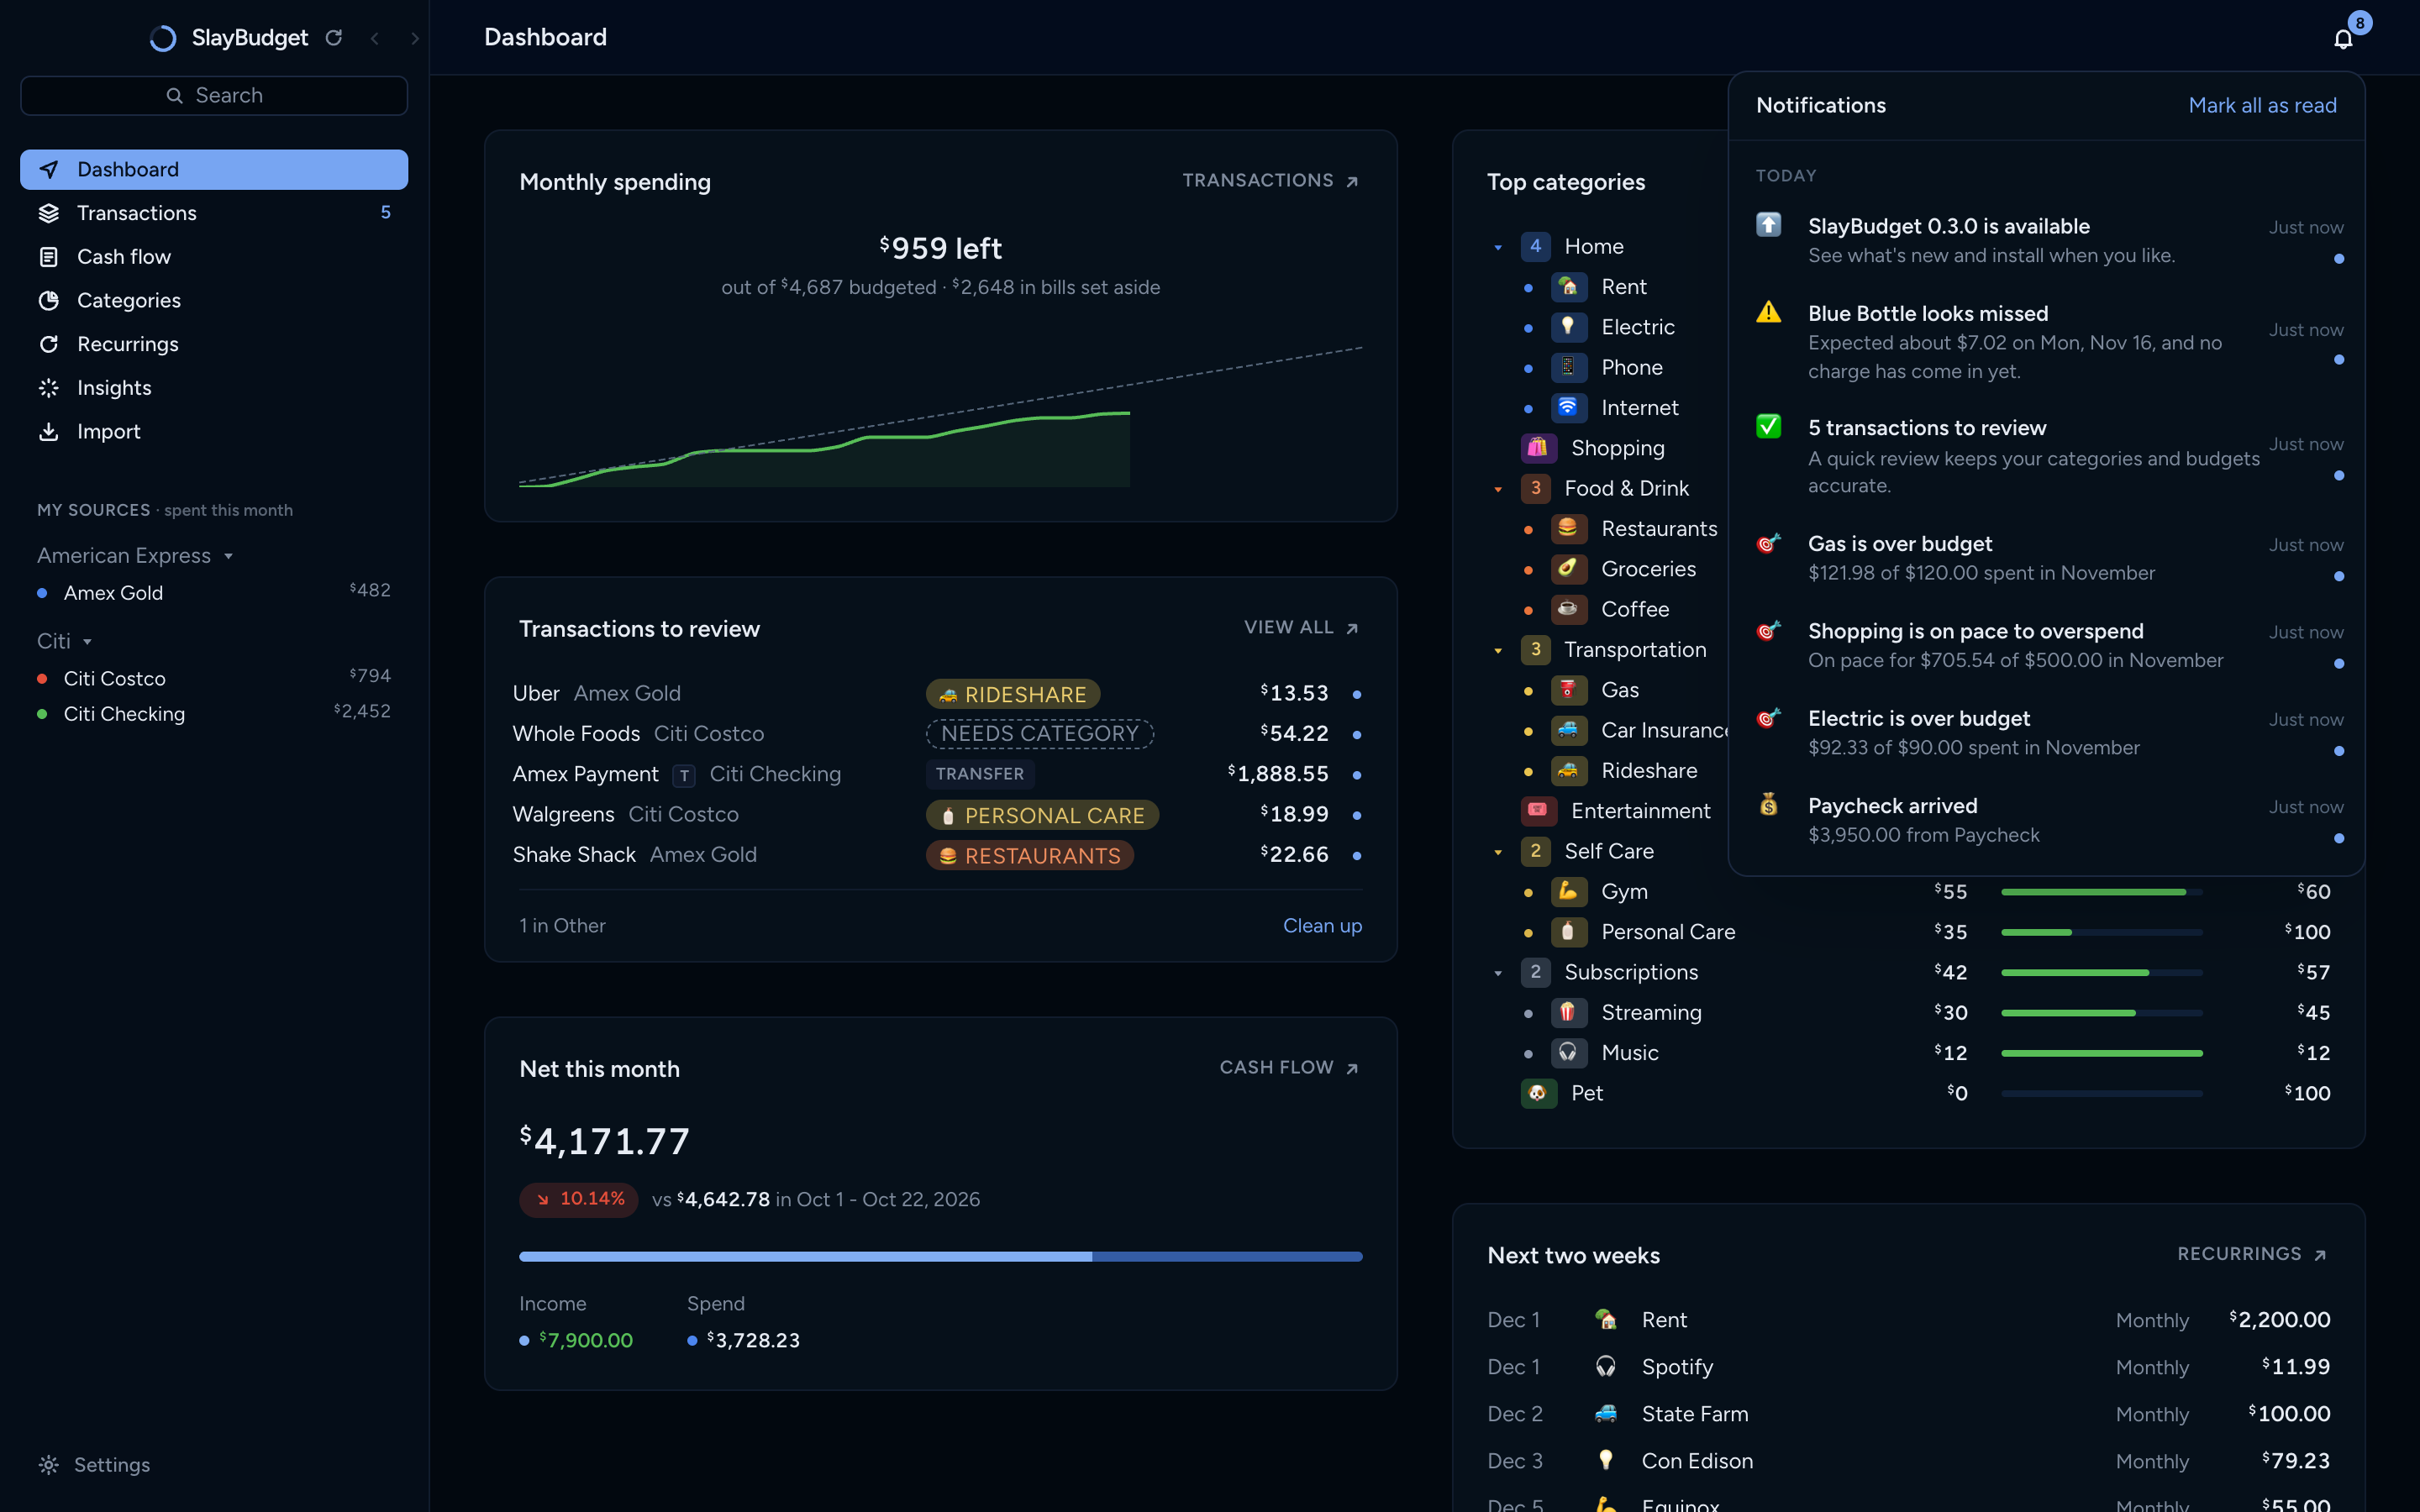 SlayBudget
Search
Dashboard
Transactions 5
Cash flow
Categories
Recurrings
Insights
Import
MY SOURCES · spent this month
American Express
Amex Gold $482
Citi
Citi Costco $794
Citi Checking $2,452
Settings
Dashboard
8
Monthly spending TRANSACTIONS
$959 left
out of $4,687 budgeted · $2,648 in bills set aside
Transactions to review VIEW ALL
Uber Amex Gold RIDESHARE $13.53
Whole Foods Citi Costco NEEDS CATEGORY $54.22
Amex Payment T Citi Checking TRANSFER $1,888.55
Walgreens Citi Costco PERSONAL CARE $18.99
Shake Shack Amex Gold RESTAURANTS $22.66
1 in Other Clean up
Net this month CASH FLOW
$4,171.77
10.14% vs $4,642.78 in Oct 1 - Oct 22, 2026
Income Spend
$7,900.00 $3,728.23
Top categories
4 Home
Rent
Electric
Phone
Internet
Shopping
3 Food & Drink
Restaurants
Groceries
Coffee
3 Transportation
Gas
Car Insurance
Rideshare
Entertainment
2 Self Care
Gym $55 $60
Personal Care $35 $100
2 Subscriptions $42 $57
Streaming $30 $45
Music $12 $12
Pet $0 $100
Notifications Mark all as read
TODAY
SlayBudget 0.3.0 is available Just now
See what's new and install when you like.
Blue Bottle looks missed Just now
Expected about $7.02 on Mon, Nov 16, and no
charge has come in yet.
5 transactions to review Just now
A quick review keeps your categories and budgets
accurate.
Gas is over budget Just now
$121.98 of $120.00 spent in November
Shopping is on pace to overspend Just now
On pace for $705.54 of $500.00 in November
Electric is over budget Just now
$92.33 of $90.00 spent in November
Paycheck arrived Just now
$3,950.00 from Paycheck
Next two weeks RECURRINGS
Dec 1 Rent Monthly $2,200.00
Dec 1 Spotify Monthly $11.99
Dec 2 State Farm Monthly $100.00
Dec 3 Con Edison Monthly $79.23
Dec 5 Equinox Monthly $55.00